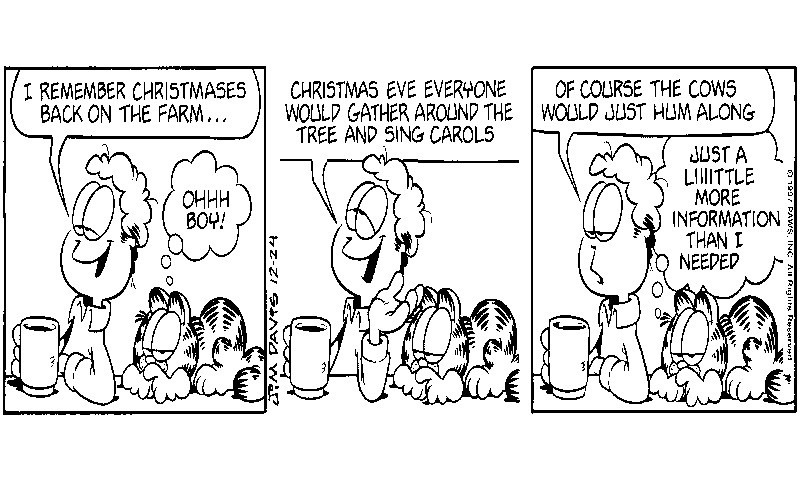 I REMEMBER CHRISTMASES
BACK ON THE FARM...
OHHH
BOY!
JIM DAVIS 12-24
CHRISTMAS EVE EVERYONE
WOULD GATHER AROUND THE
TREE AND SING CAROLS
OF COURSE THE COWS
WOULD JUST HUM ALONG
JUST A
LIIIITTLE
MORE
INFORMATION
THAN I
NEEDED
© 1997 PAWS, INC. All Rights Reserved